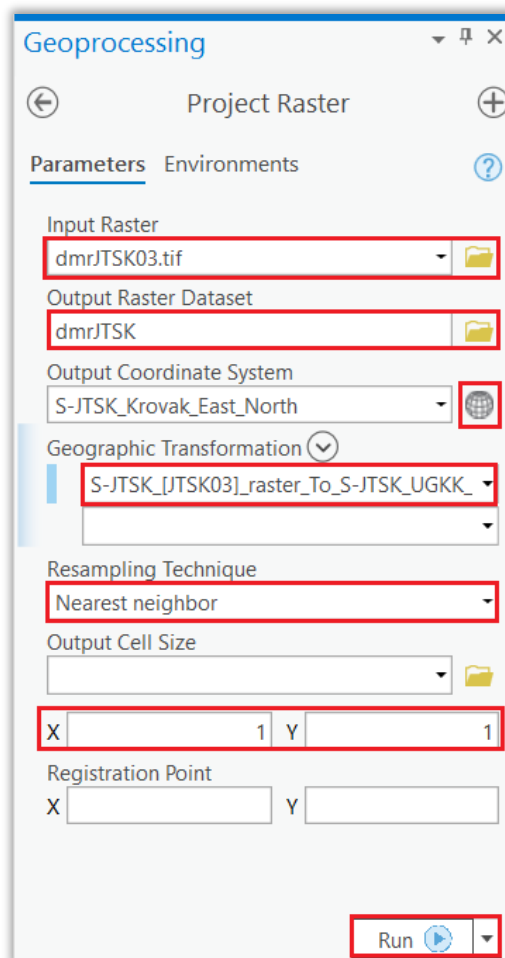 Geoprocessing
Project Raster
Parameters Environments
Input Raster
dmrJTSK03.tif
Output Raster Dataset
dmrJTSK
Output Coordinate System
S-JTSK_Krovak_East_North
Geographic Transformation
S-JTSK_[JTSK03]_raster_To_S-JTSK_UGKK_
Resampling Technique
Nearest neighbor
Output Cell Size
X 1 Y 1
Registration Point
X Y
Run